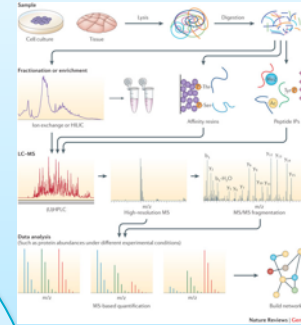 Sample
Lysis
Digestion
Cell culture
Tissue
Fractionation or enrichment
Ion exchange or HILIC
Affinity resins
Peptide IPs
LC–MS
(U)HPLC
m/z
High-resolution MS
m/z
MS/MS fragmentation
Data analysis
(Such as protein abundances under different experimental conditions)
m/z
m/z
m/z
MS-based quantification
Build network
Nature Reviews | Gen